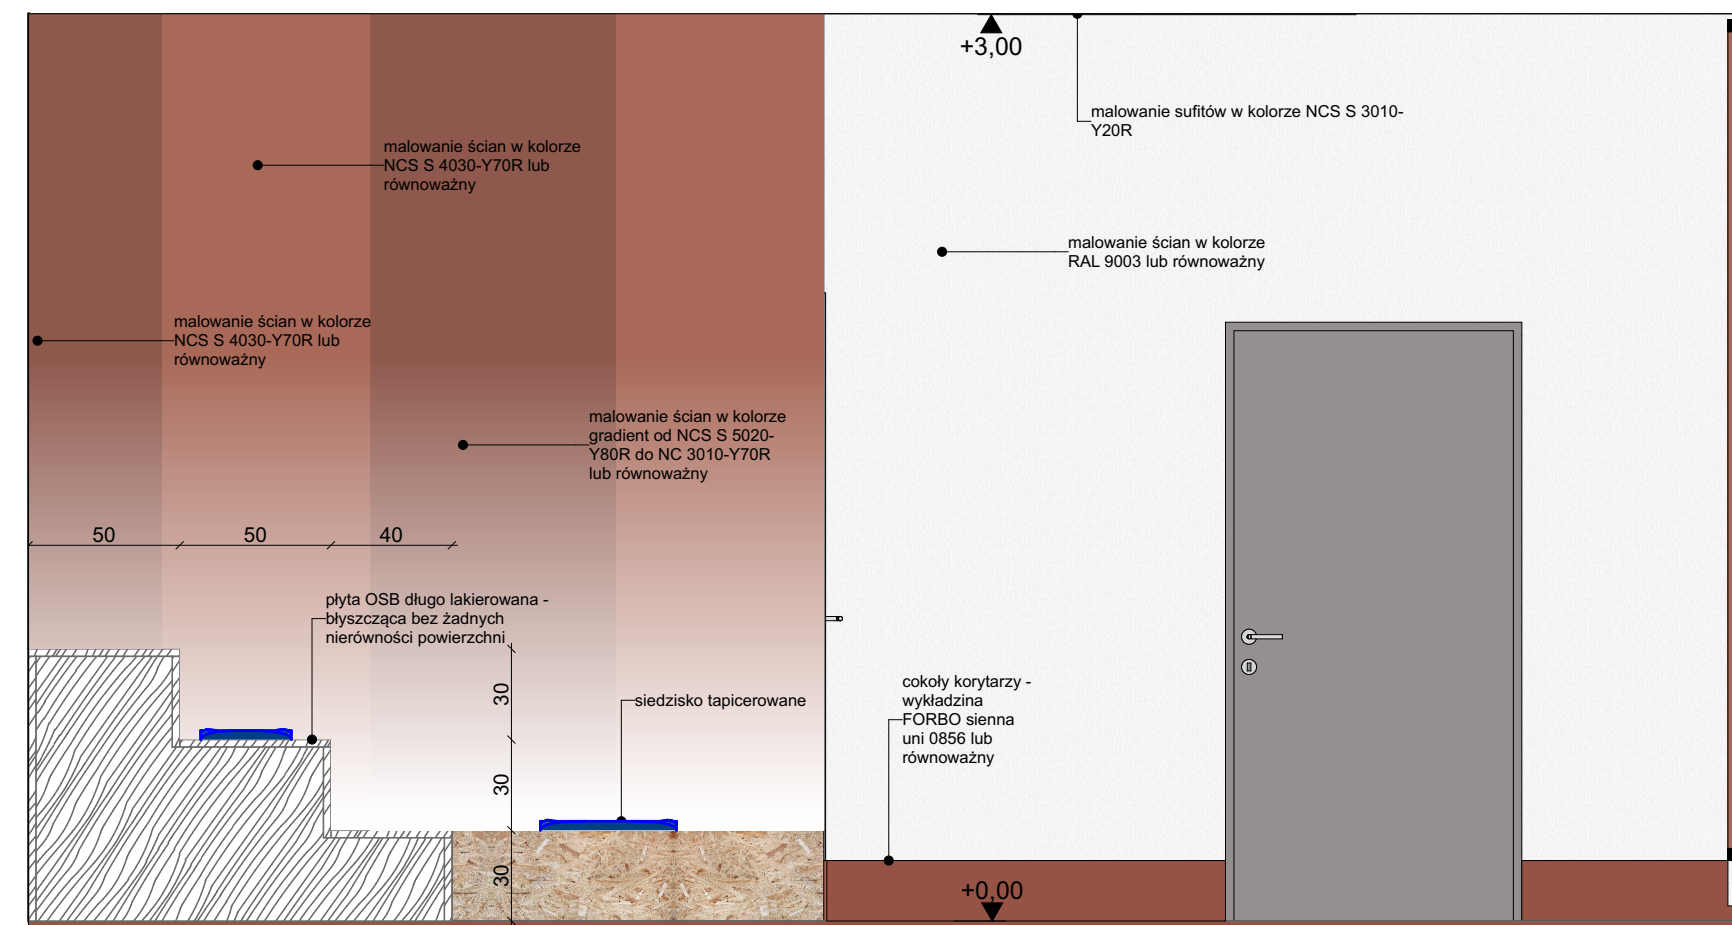 +3,00
malowanie sufitów w kolorze NCS S 3010-
Y20R
malowanie ścian w kolorze
NCS S 4030-Y70R lub
równoważny
malowanie ścian w kolorze
RAL 9003 lub równoważny
malowanie ścian w kolorze
NCS S 4030-Y70R lub
równoważny
malowanie ścian w kolorze
gradient od NCS S 5020-
Y80R do NC 3010-Y70R
lub równoważny
50
50
40
płyta OSB długo lakierowana -
błyszcząca bez żadnych
nierówności powierzchni
30
30
30
siedzisko tapicerowane
cokoły korytarzy -
wykładzina
FORBO sienna
uni 0856 lub
równoważny
+0,00